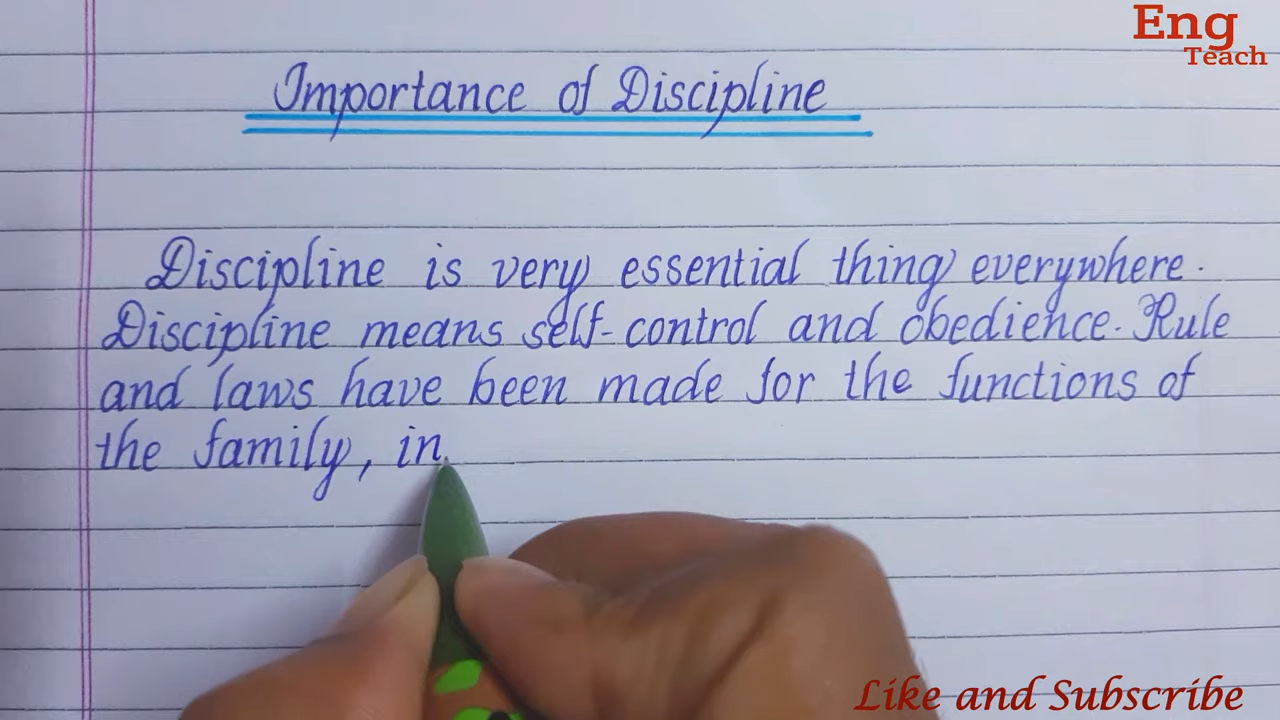 Eng
Teach
Importance of Discipline
Discipline is very essential thing everywhere.
Discipline means self-control and obedience. Rule
and laws have been made for the functions of
the family, in
Like and Subscribe